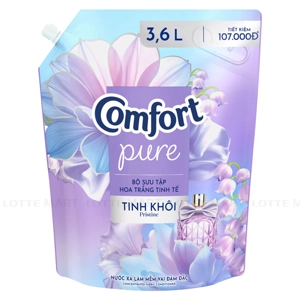 3,6 L
TIẾT KIỆM
107.000Đ
Comfort
pure
BỘ SƯU TẬP
HOA TRẮNG TINH TẾ
TINH KHÔI
Pristine
NƯỚC XẢ LÀM MỀM VẢI ĐẬM ĐẶC